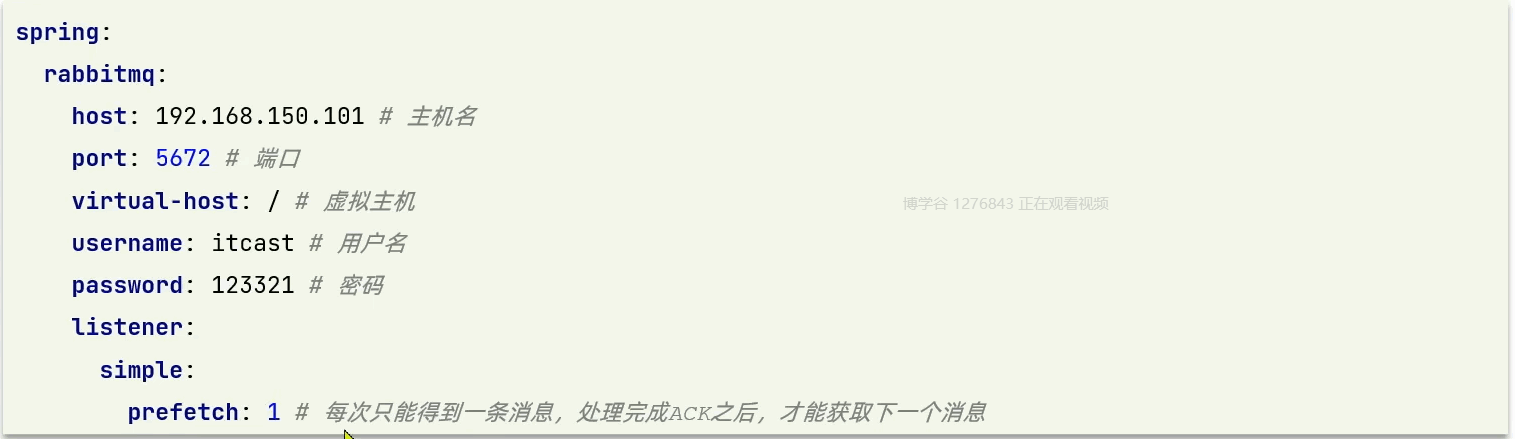 spring:
rabbitmq:
host: 192.168.150.101 # 主机名
port: 5672 # 端口
virtual-host: / # 虚拟主机
博学谷 1276843 正在观看视频
username: itcast # 用户名
password: 123321 # 密码
listener:
simple:
prefetch: 1 # 每次只能得到一条消息，处理完成ACK之后，才能获取下一个消息